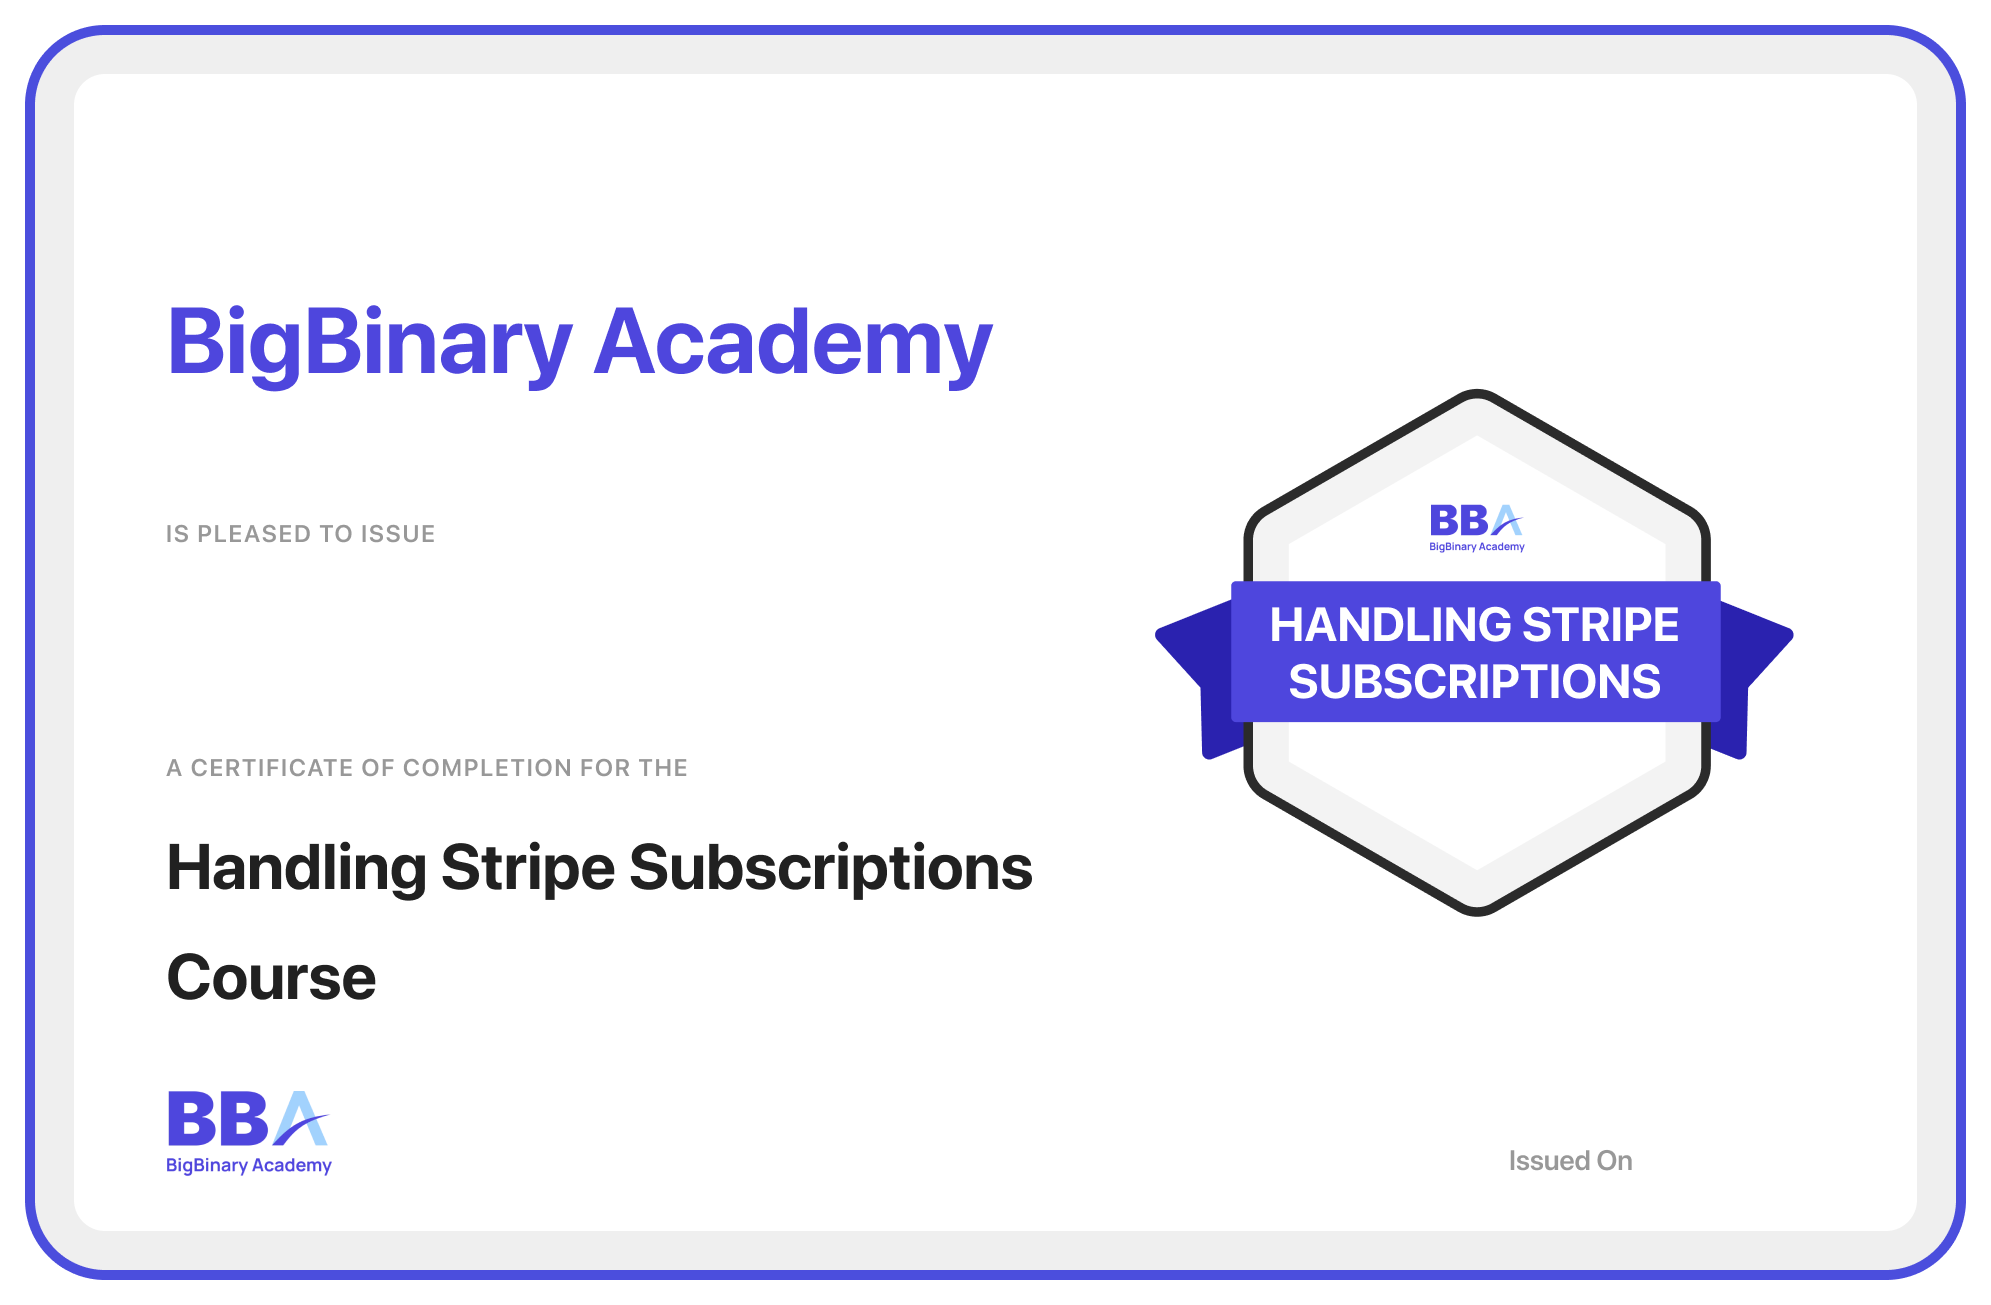 BigBinary Academy
IS PLEASED TO ISSUE
A CERTIFICATE OF COMPLETION FOR THE
Handling Stripe Subscriptions
Course
BBA
BigBinary Academy
BBA
BigBinary Academy
HANDLING STRIPE
SUBSCRIPTIONS
Issued On